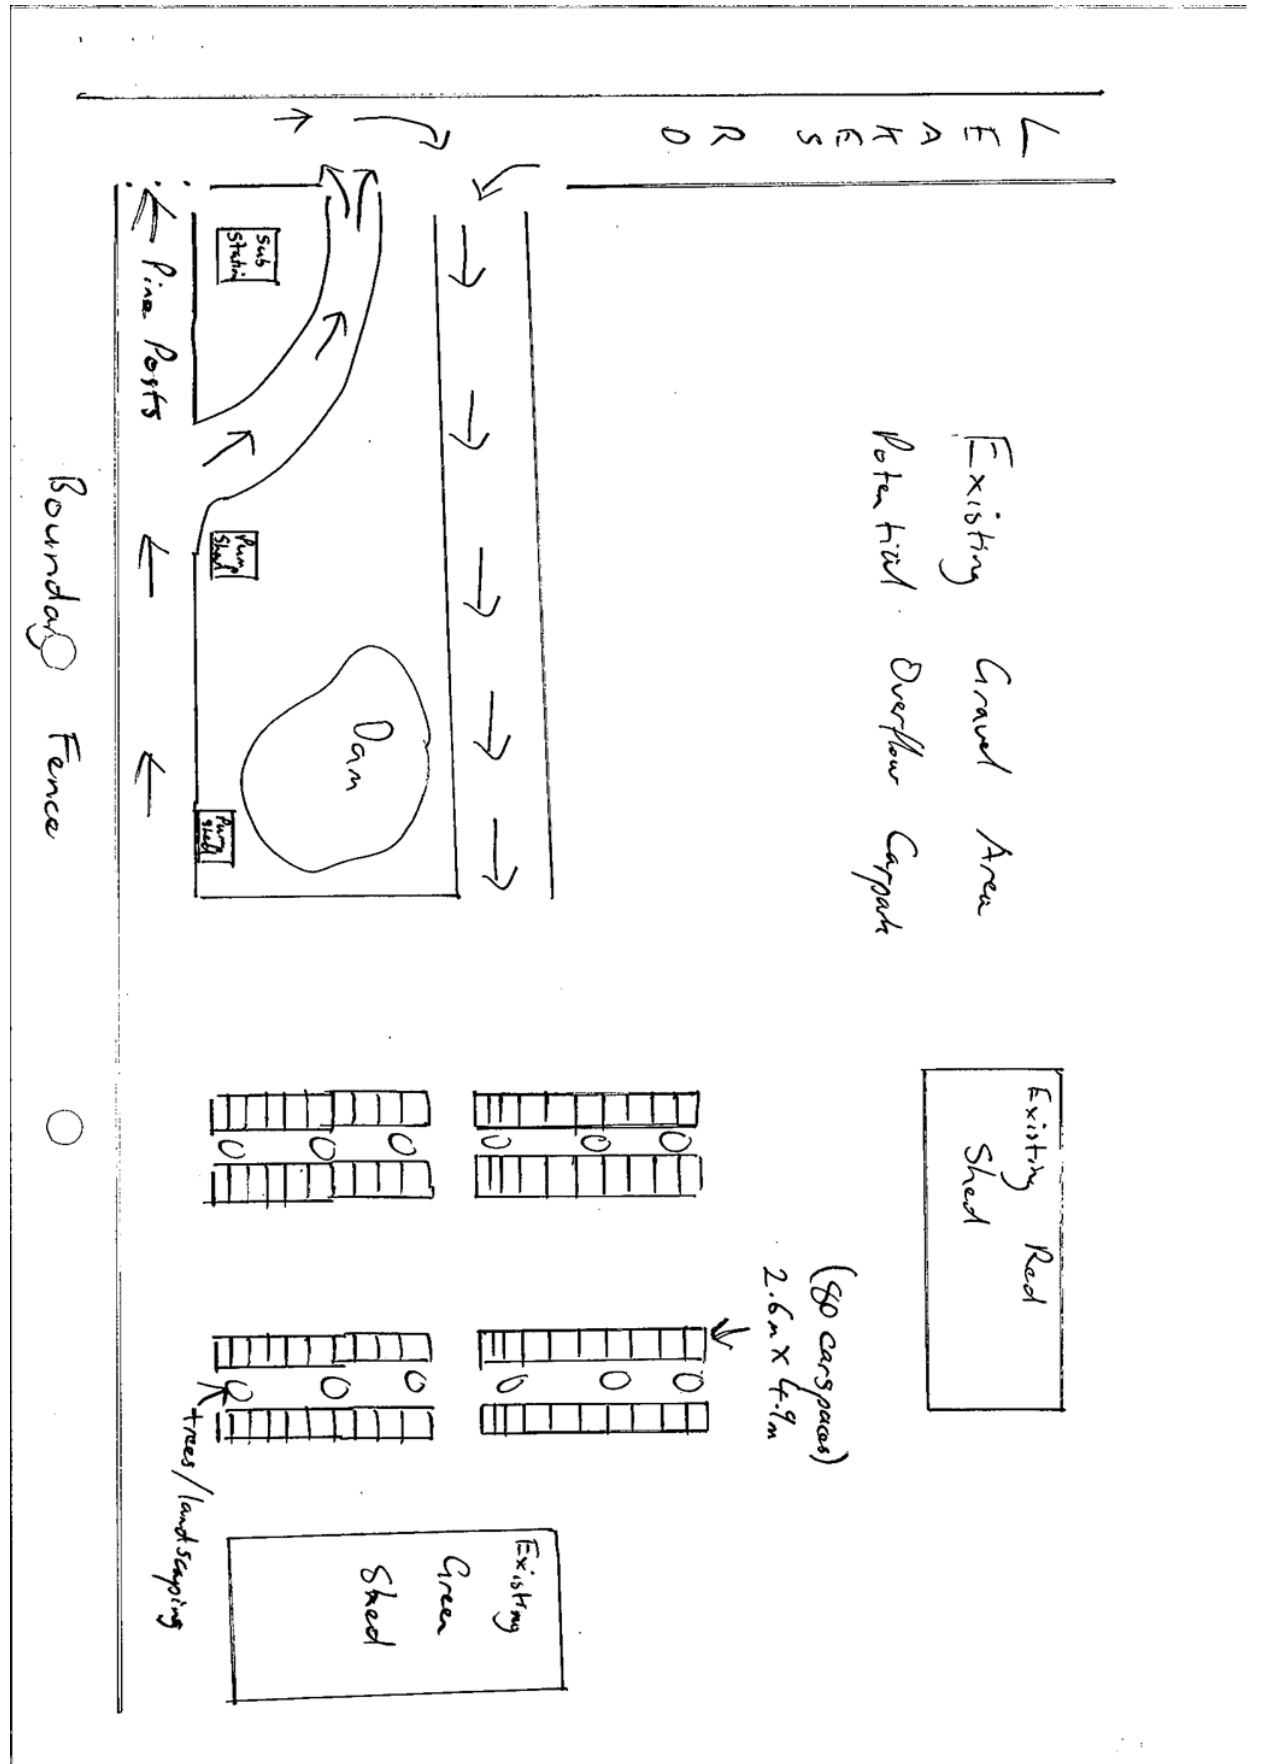 LEAKES RD
Existing Gravel Area
Potential Overflow Carpark
Existing Red
Shed
(80 carspaces)
2.6m x 4.9m
Existing
Green
Shed
Dam
Sub
Station
Pump
Shed
Pump
Shed
trees/landscaping
Pine Posts
Boundary Fence